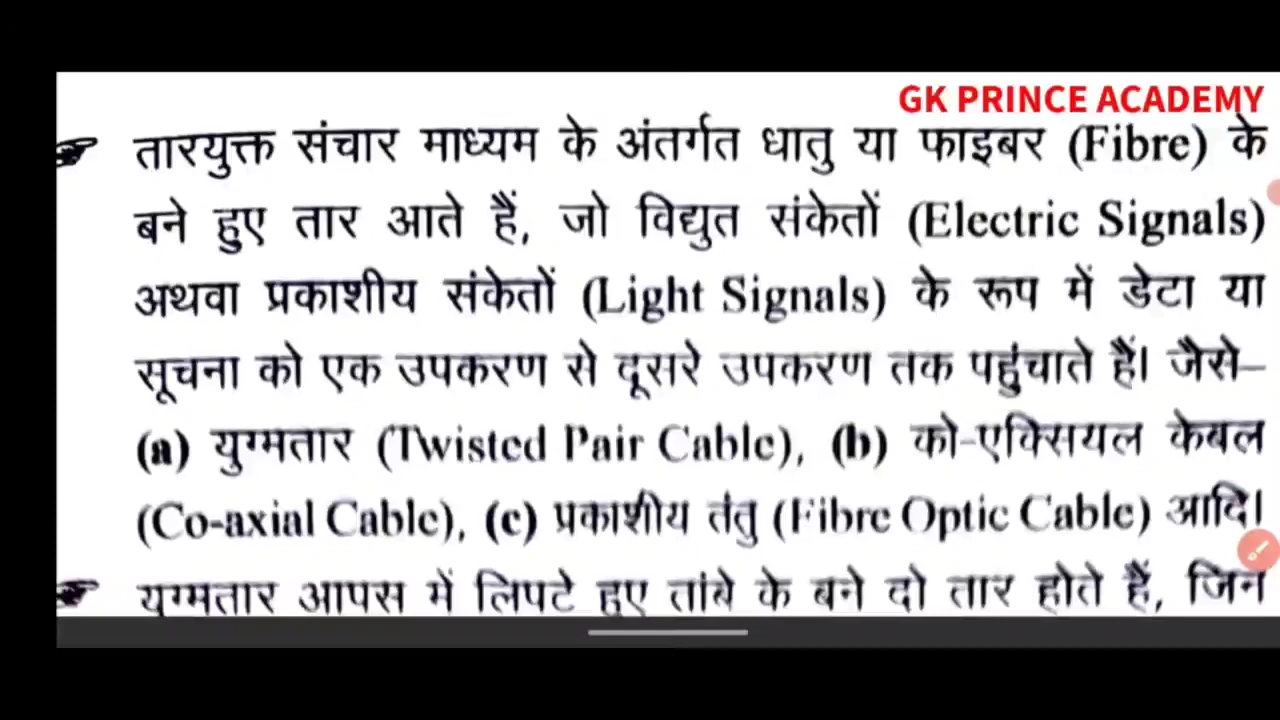 GK PRINCE ACADEMY
तारयुक्त संचार माध्यम के अंतर्गत धातु या फाइबर (Fibre) के
बने हुए तार आते हैं, जो विद्युत संकेतों (Electric Signals)
अथवा प्रकाशीय संकेतों (Light Signals) के रूप में डेटा या
सूचना को एक उपकरण से दूसरे उपकरण तक पहुंचाते हैं। जैसे–
(a) युग्मतार (Twisted Pair Cable), (b) को-एक्सियल केबल
(Co-axial Cable), (c) प्रकाशीय तंतु (Fibre Optic Cable) आदि।
युग्मतार आपस में लिपटे हुए तांबे के बने दो तार होते हैं, जिन